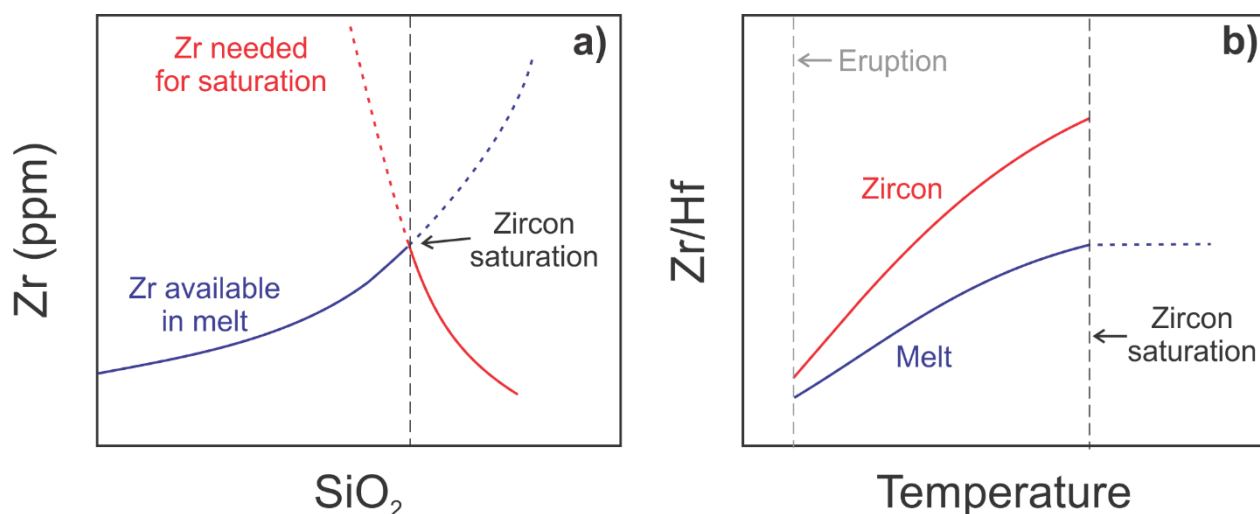 a)
Zr needed
for saturation
Zircon
saturation
Zr available
in melt
Zr (ppm)
SiO₂
b)
Eruption
Zircon
Melt
Zircon
saturation
Zr/Hf
Temperature